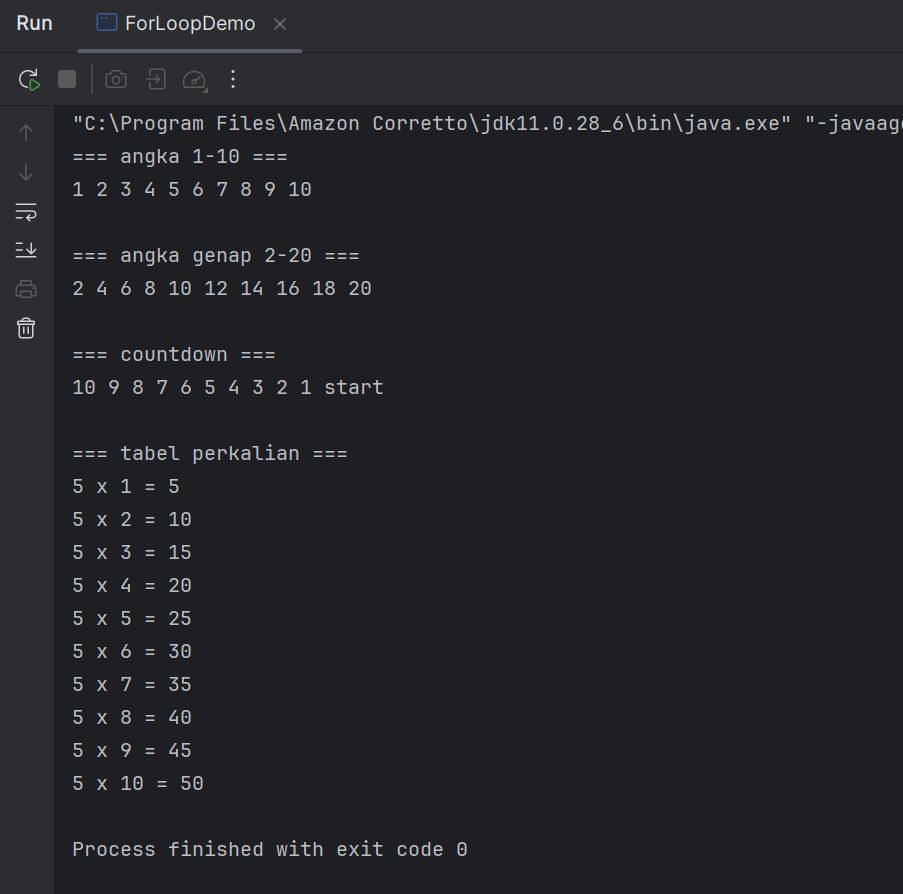 Run ForLoopDemo
"C:\Program Files\Amazon Corretto\jdk11.0.28_6\bin\java.exe" "-javaage
=== angka 1-10 ===
1 2 3 4 5 6 7 8 9 10
=== angka genap 2-20 ===
2 4 6 8 10 12 14 16 18 20
=== countdown ===
10 9 8 7 6 5 4 3 2 1 start
=== tabel perkalian ===
5 x 1 = 5
5 x 2 = 10
5 x 3 = 15
5 x 4 = 20
5 x 5 = 25
5 x 6 = 30
5 x 7 = 35
5 x 8 = 40
5 x 9 = 45
5 x 10 = 50
Process finished with exit code 0